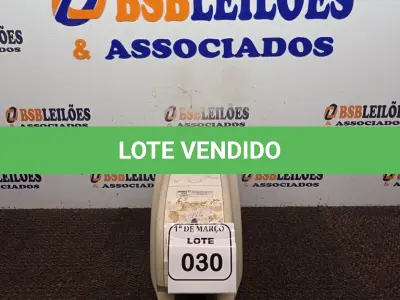 BSBLEILÕES
& ASSOCIADOS
BSBLEILÕES
& ASSOCIADOS
BSBLEILÕES
& ASSOCIADOS
LOTE VENDIDO
BSBLEILÕES
& ASSOCIADOS
1º DE MARÇO
LOTE
030